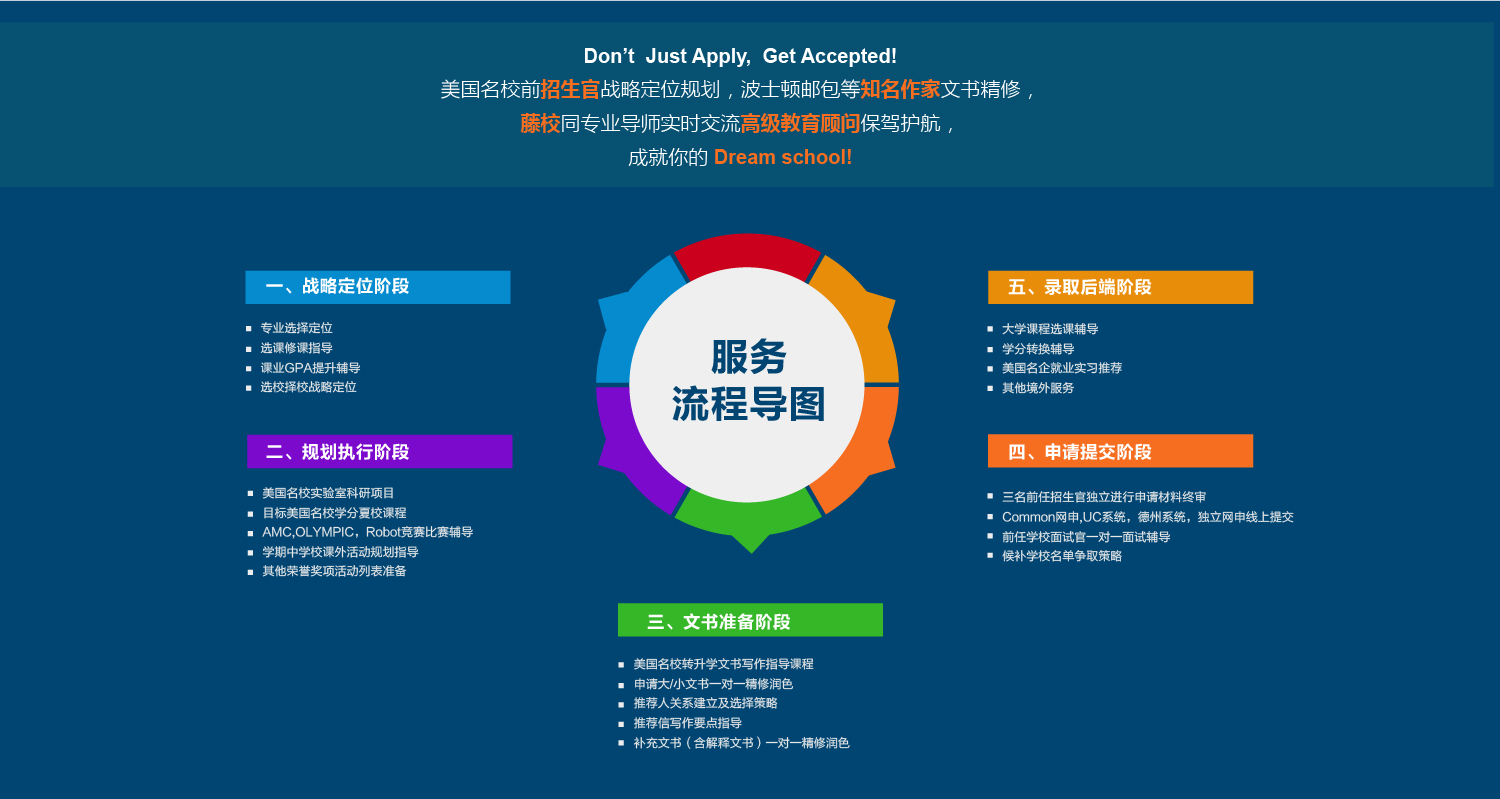 Don’t Just Apply, Get Accepted!
美国名校前招生官战略定位规划，波士顿邮包等知名作家文书精修，
藤校同专业导师实时交流高级教育顾问保驾护航，
成就你的 Dream school!
服务
流程导图
一、战略定位阶段
专业选择定位
选课修课指导
课业GPA提升辅导
选校择校战略定位
二、规划执行阶段
美国名校实验室科研项目
目标美国名校学分夏校课程
AMC,OLYMPIC，Robot竞赛比赛辅导
学期中学校课外活动规划指导
其他荣誉奖项活动列表准备
三、文书准备阶段
美国名校转升学文书写作指导课程
申请大/小文书一对一精修润色
推荐人关系建立及选择策略
推荐信写作要点指导
补充文书（含解释文书）一对一精修润色
四、申请提交阶段
三名前任招生官独立进行申请材料终审
Common网申,UC系统，德州系统，独立网申线上提交
前任学校面试官一对一面试辅导
候补学校名单争取策略
五、录取后端阶段
大学课程选课辅导
学分转换辅导
美国名企就业实习推荐
其他境外服务